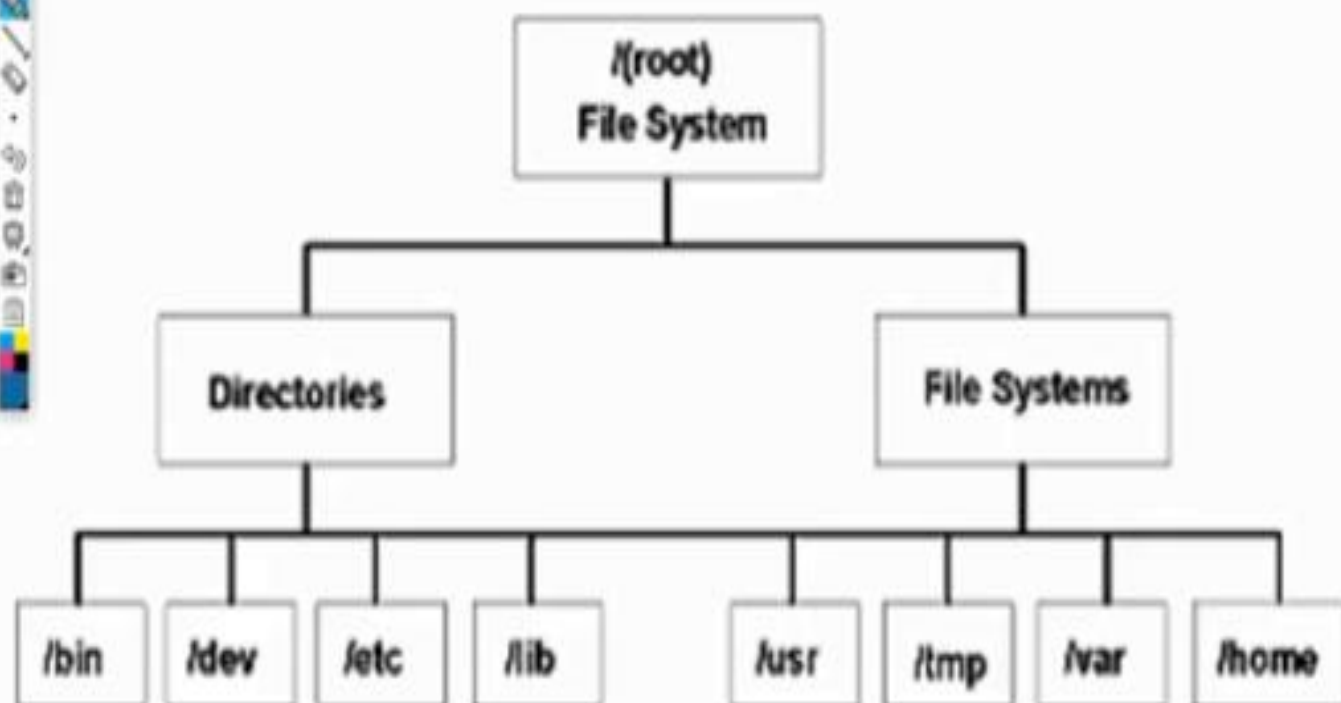 /(root)
File System
Directories
File Systems
/bin
/dev
/etc
/lib
/usr
/tmp
/var
/home